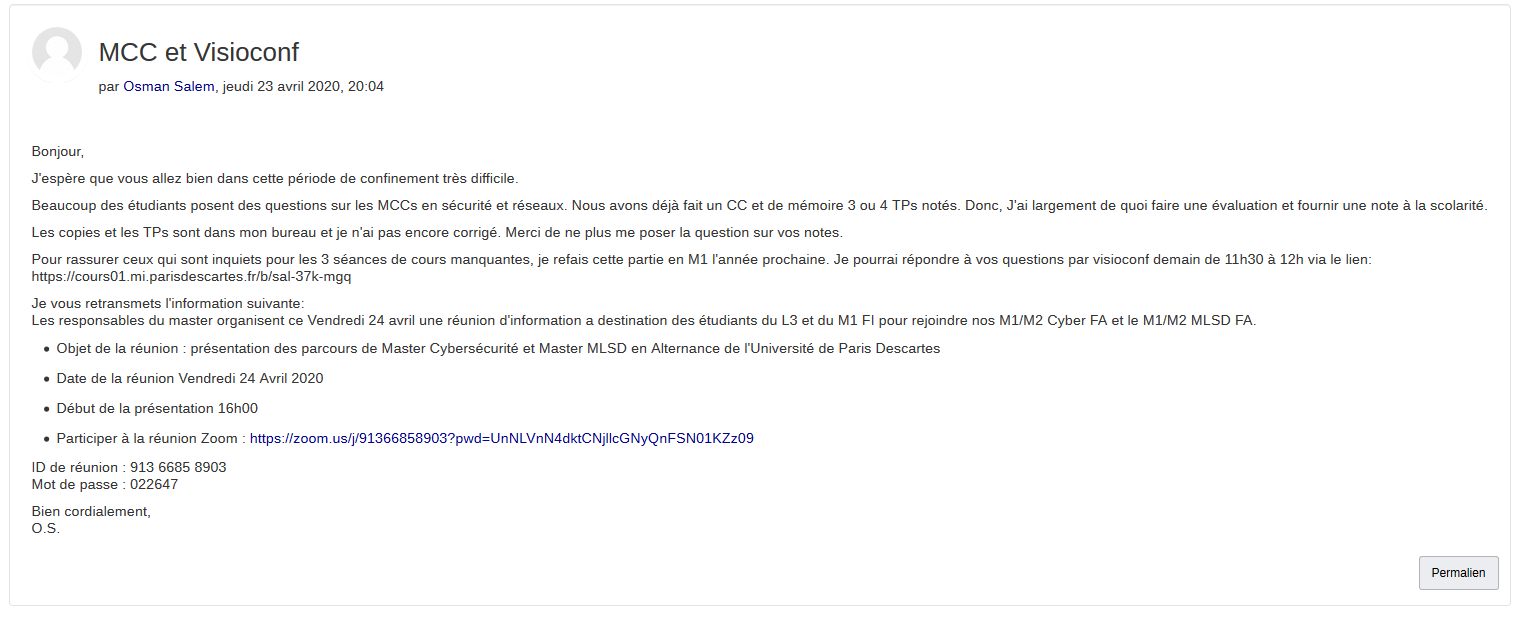 MCC et Visioconf
par Osman Salem, jeudi 23 avril 2020, 20:04
Bonjour,
J'espère que vous allez bien dans cette période de confinement très difficile.
Beaucoup des étudiants posent des questions sur les MCCs en sécurité et réseaux. Nous avons déjà fait un CC et de mémoire 3 ou 4 TPs notés. Donc, J'ai largement de quoi faire une évaluation et fournir une note à la scolarité.
Les copies et les TPs sont dans mon bureau et je n'ai pas encore corrigé. Merci de ne plus me poser la question sur vos notes.
Pour rassurer ceux qui sont inquiets pour les 3 séances de cours manquantes, je refais cette partie en M1 l'année prochaine. Je pourrai répondre à vos questions par visioconf demain de 11h30 à 12h via le lien:
https://cours01.mi.parisdescartes.fr/b/sal-37k-mgq
Je vous retransmets l'information suivante:
Les responsables du master organisent ce Vendredi 24 avril une réunion d'information a destination des étudiants du L3 et du M1 FI pour rejoindre nos M1/M2 Cyber FA et le M1/M2 MLSD FA.
• Objet de la réunion : présentation des parcours de Master Cybersécurité et Master MLSD en Alternance de l'Université de Paris Descartes
• Date de la réunion Vendredi 24 Avril 2020
• Début de la présentation 16h00
• Participer à la réunion Zoom : https://zoom.us/j/91366858903?pwd=UnNLVnN4dktCNjllcGNyQnFSN01KZz09
ID de réunion : 913 6685 8903
Mot de passe : 022647
Bien cordialement,
O.S.
Permalien